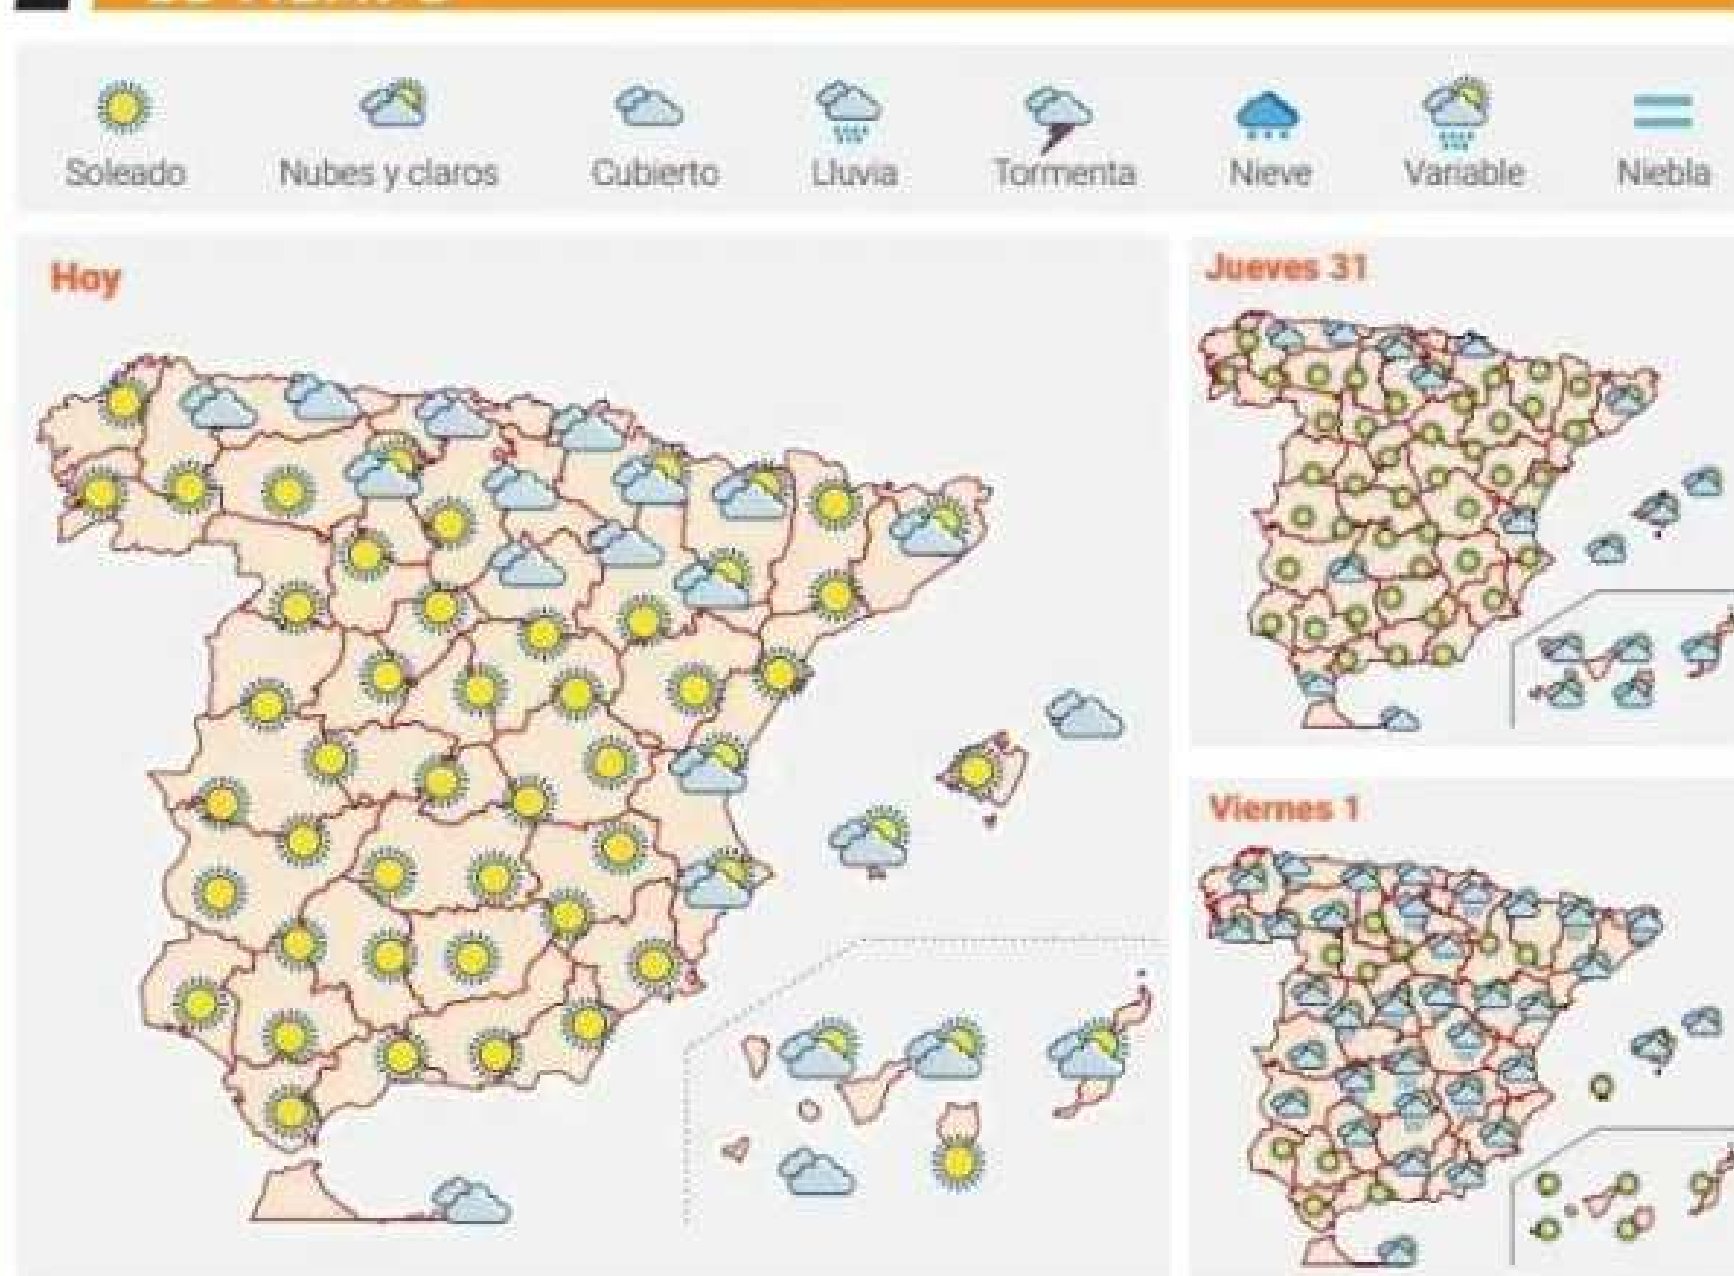 Soleado
Nubes y claros
Cubierto
Lluvia
Tormenta
Nieve
Variable
Niebla
Hoy
Jueves 31
Viernes 1